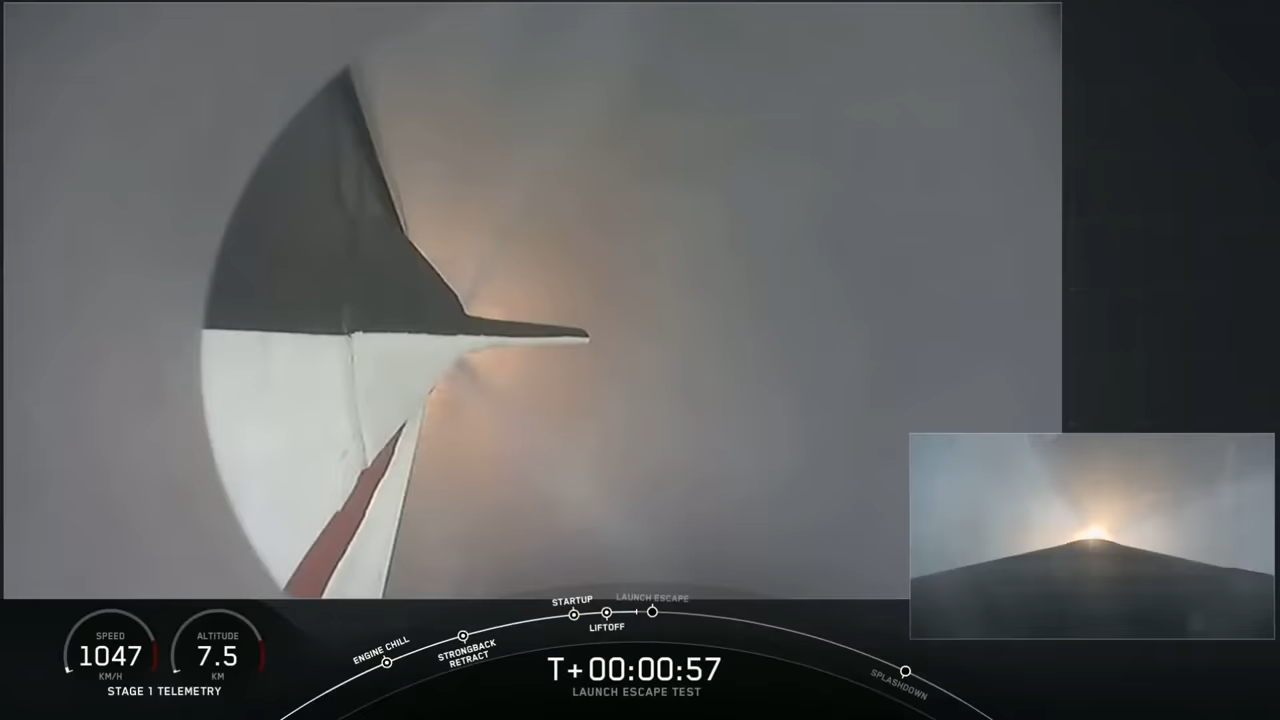 STARTUP
LAUNCH ESCAPE
LIFTOFF
ENGINE CHILL
STRONGBACK
RETRACT
SPLASHDOWN
SPEED
1047
KM/H
ALTITUDE
7.5
KM
STAGE 1 TELEMETRY
T+00:00:57
LAUNCH ESCAPE TEST